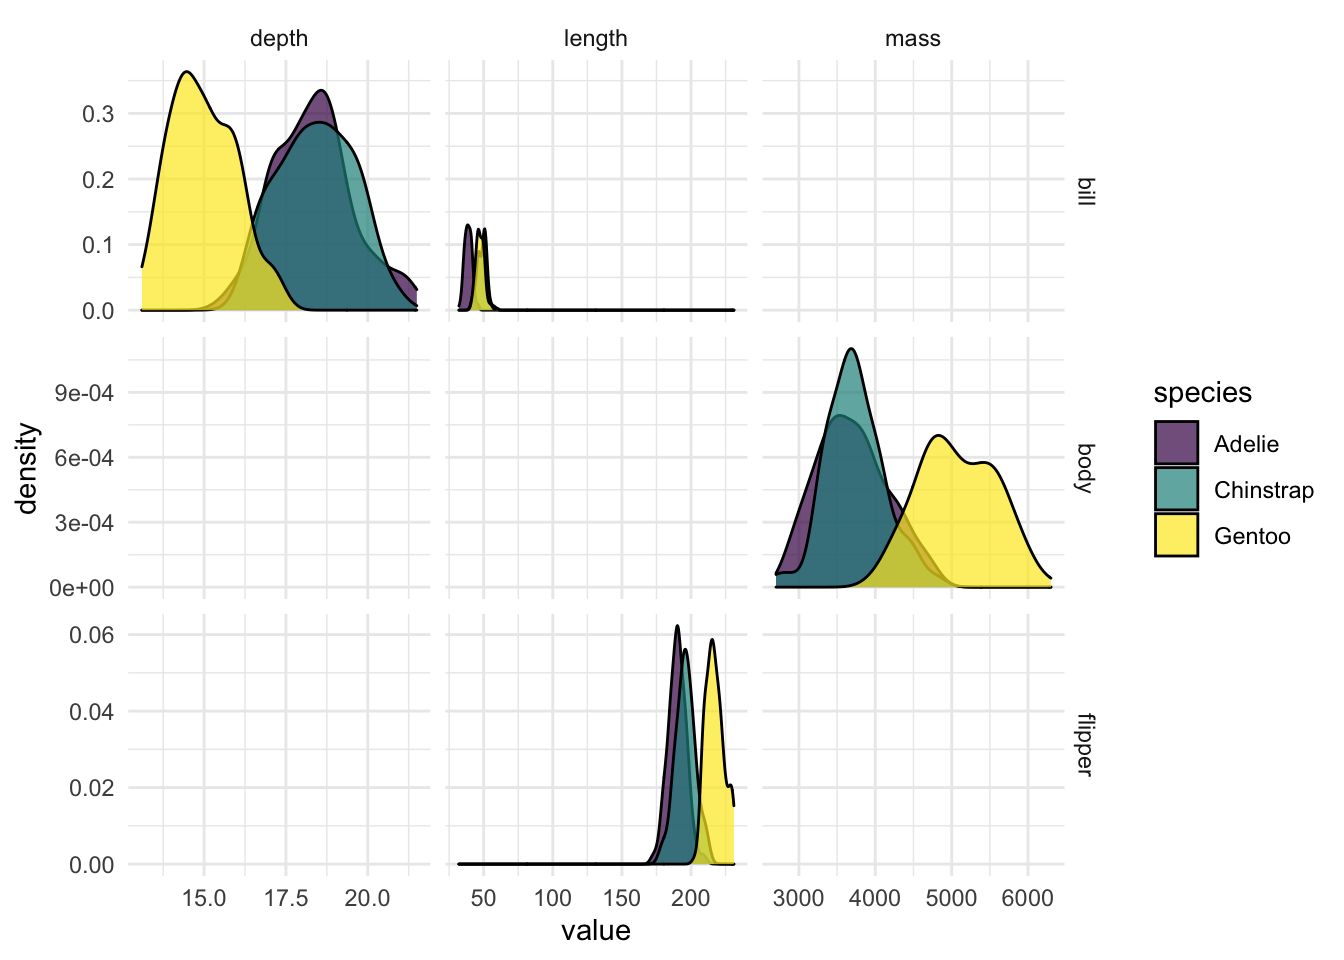 depth length mass
0.3
0.2
0.1
0.0
bill
9e-04
6e-04
3e-04
0e+00
body
0.06
0.04
0.02
0.00
flipper
density
15.0 17.5 20.0 50 100 150 200 3000 4000 5000 6000
value
species
Adelie
Chinstrap
Gentoo